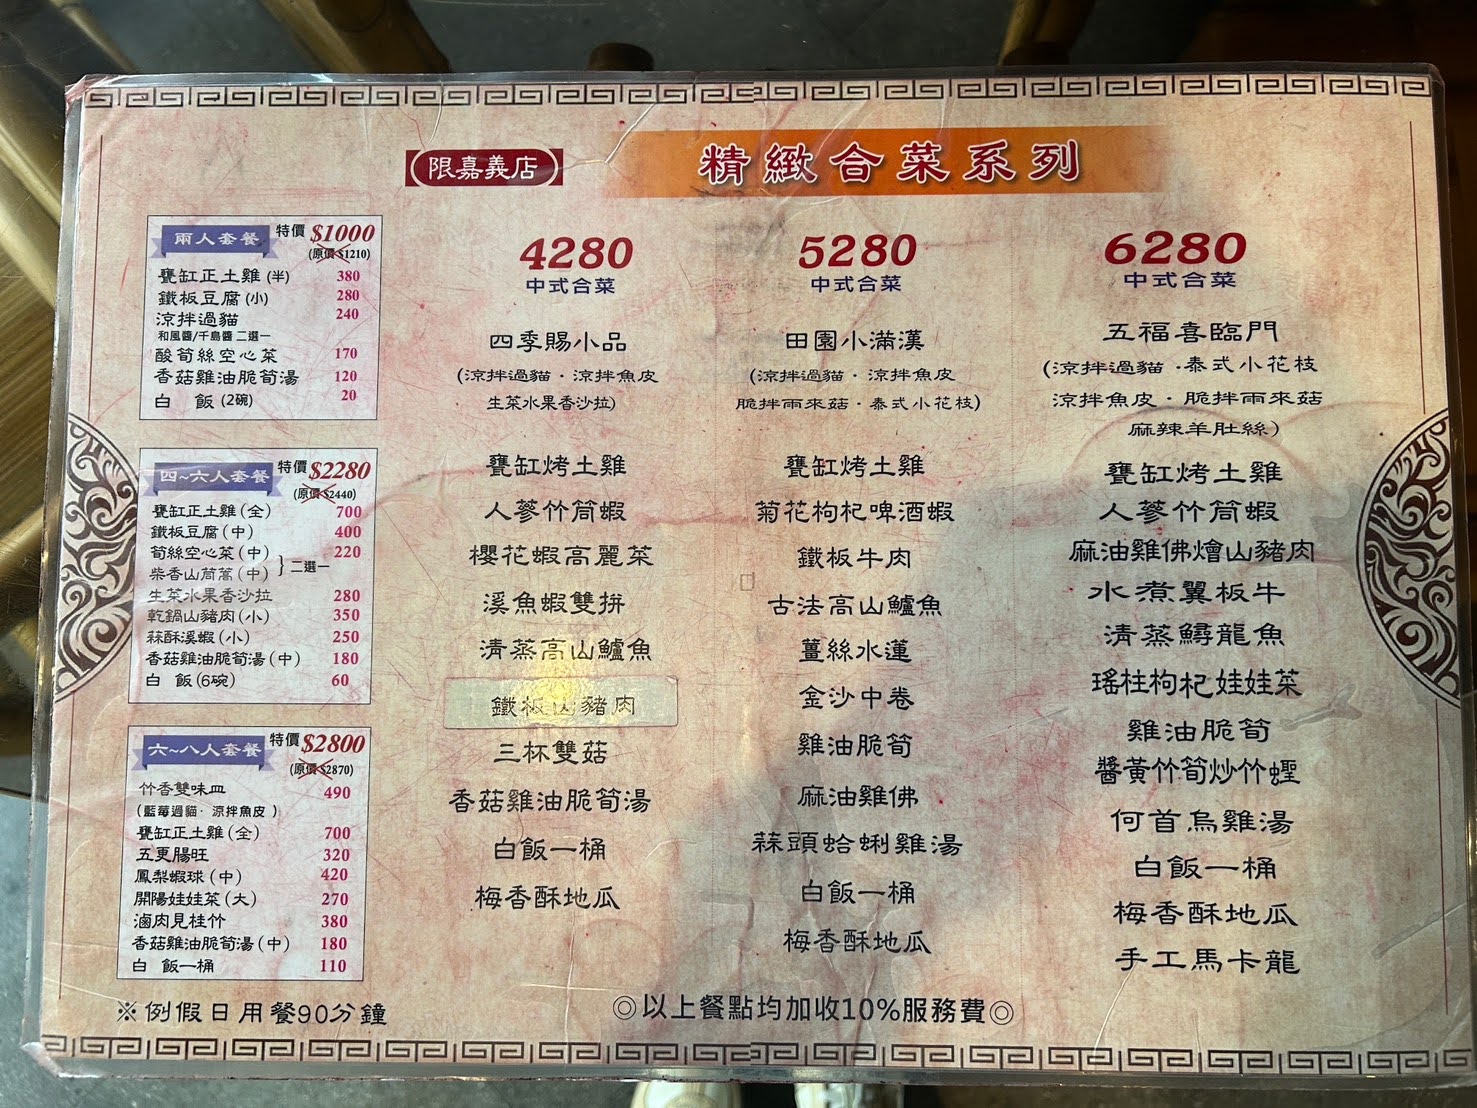 限嘉義店
精緻合菜系列
兩人套餐 特價 $1000
(原價 $1210)
甕缸正土雞(半) 380
鐵板豆腐(小) 280
涼拌過貓 240
和風醬/千島醬 二選一
酸筍絲空心菜 170
香菇雞油脆筍湯 120
白 飯(2碗) 20
四~六人套餐 特價 $2280
(原價 $2440)
甕缸正土雞(全) 700
鐵板豆腐(中) 400
筍絲空心菜(中) 220
柴香山茼蒿(中) } 二選一
生菜水果香沙拉 280
乾鍋山豬肉(小) 350
蒜酥溪蝦(小) 250
香菇雞油脆筍湯(中) 180
白 飯(6碗) 60
六~八人套餐 特價 $2800
(原價 $2870)
竹香雙味皿 490
(藍莓過貓．涼拌魚皮)
甕缸正土雞(全) 700
五更腸旺 320
鳳梨蝦球(中) 420
開陽娃娃菜(大) 270
滷肉見桂竹 380
香菇雞油脆筍湯(中) 180
白 飯一桶 110
※例假日用餐90分鐘
4280
中式合菜
四季賜小品
(涼拌過貓．涼拌魚皮
生菜水果香沙拉)
甕缸烤土雞
人蔘竹筒蝦
櫻花蝦高麗菜
溪魚蝦雙拼
清蒸高山鱸魚
鐵板山豬肉
三杯雙菇
香菇雞油脆筍湯
白飯一桶
梅香酥地瓜
5280
中式合菜
田園小滿漢
(涼拌過貓．涼拌魚皮
脆拌雨來菇．泰式小花枝)
甕缸烤土雞
菊花枸杞啤酒蝦
鐵板牛肉
古法高山鱸魚
薑絲水蓮
金沙中卷
雞油脆筍
麻油雞佛
蒜頭蛤蜊雞湯
白飯一桶
梅香酥地瓜
6280
中式合菜
五福喜臨門
(涼拌過貓．泰式小花枝
涼拌魚皮．脆拌雨來菇
麻辣羊肚絲)
甕缸烤土雞
人蔘竹筒蝦
麻油雞佛燴山豬肉
水煮翼板牛
清蒸鱘龍魚
瑤柱枸杞娃娃菜
雞油脆筍
醬黃竹筍炒竹蟶
何首烏雞湯
白飯一桶
梅香酥地瓜
手工馬卡龍
◎以上餐點均加收10%服務費◎